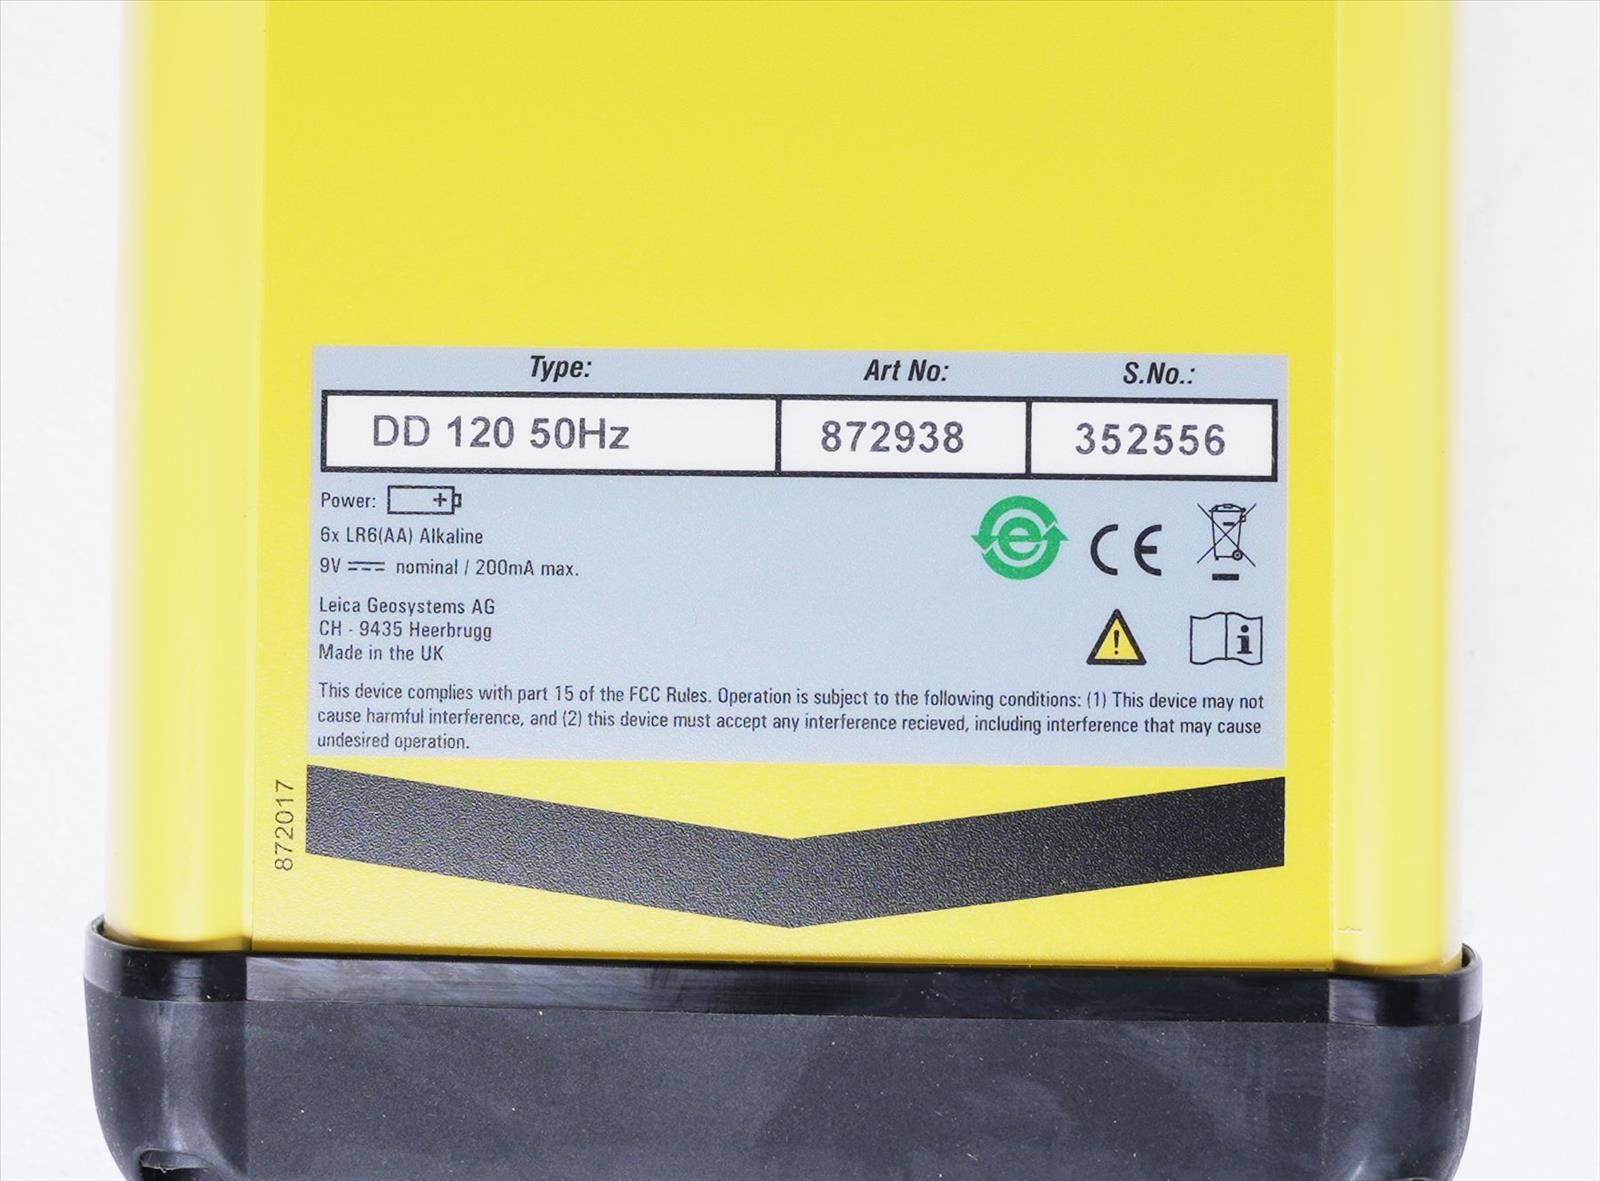 Type: Art No: S.No.:
DD 120 50Hz 872938 352556
Power:
6x LR6(AA) Alkaline
9V nominal / 200mA max.
Leica Geosystems AG
CH - 9435 Heerbrugg
Made in the UK
This device complies with part 15 of the FCC Rules. Operation is subject to the following conditions: (1) This device may not
cause harmful interference, and (2) this device must accept any interference recieved, including interference that may cause
undesired operation.
872017